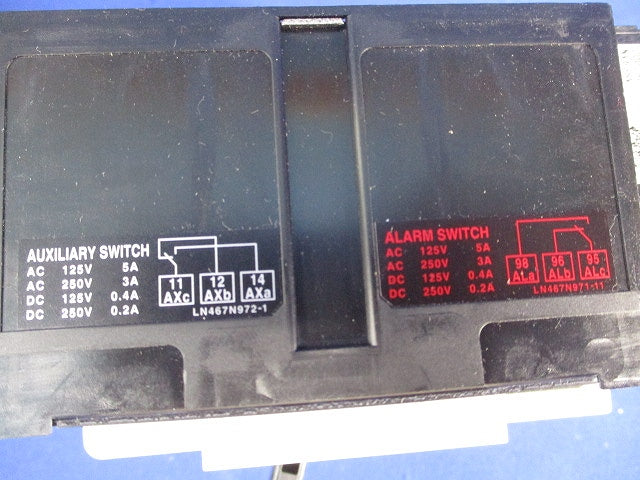 AUXILIARY SWITCH
AC 125V 5A
AC 250V 3A
DC 125V 0.4A
DC 250V 0.2A
11 12 14
AXc AXb AXa
LN467N972-1
ALARM SWITCH
AC 125V 5A
AC 250V 3A
DC 125V 0.4A
DC 250V 0.2A
98 96 95
ALa ALb ALc
LN467N971-11